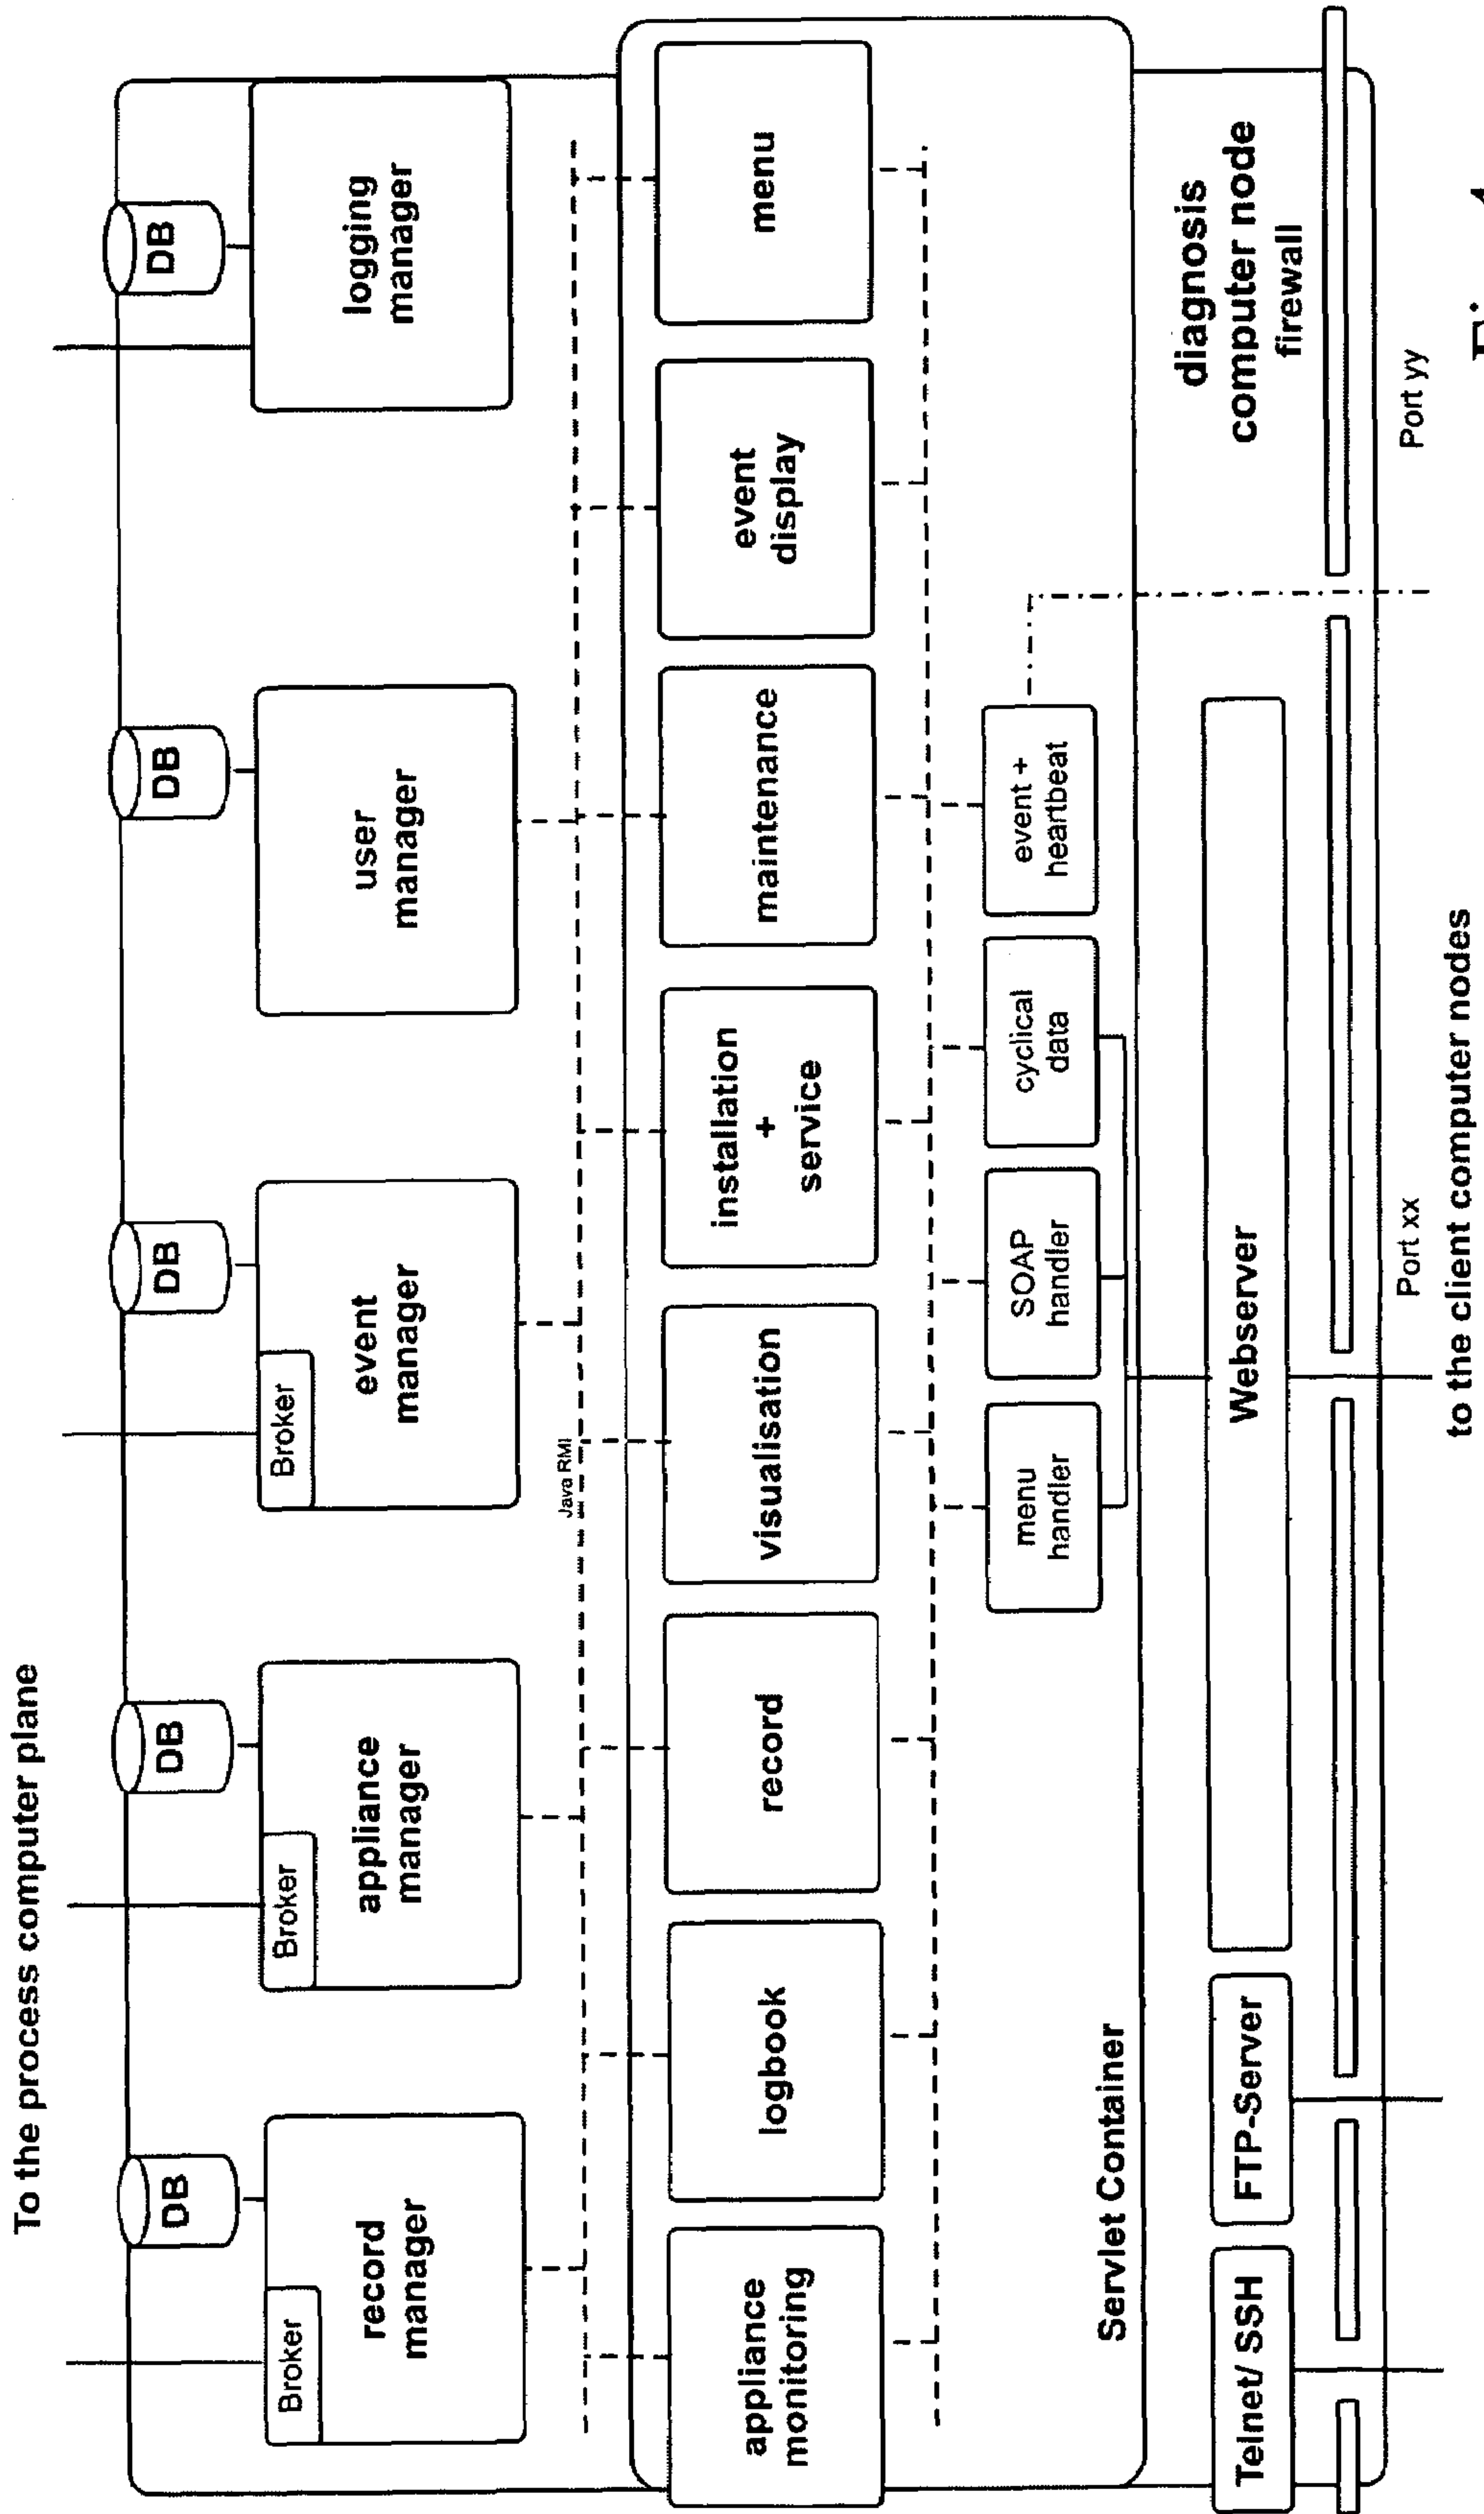 To the process computer plane
DB
DB
DB
DB
DB
Broker
record
manager
Broker
appliance
manager
Broker
event
manager
user
manager
logging
manager
Java RMI
appliance
monitoring
logbook
record
visualisation
installation
+
service
maintenance
event
display
menu
menu
handler
SOAP
handler
cyclical
data
event +
heartbeat
Servlet Container
diagnosis
computer node
firewall
Telnet/ SSH
FTP-Server
Webserver
Port xx
Port yy
to the client computer nodes